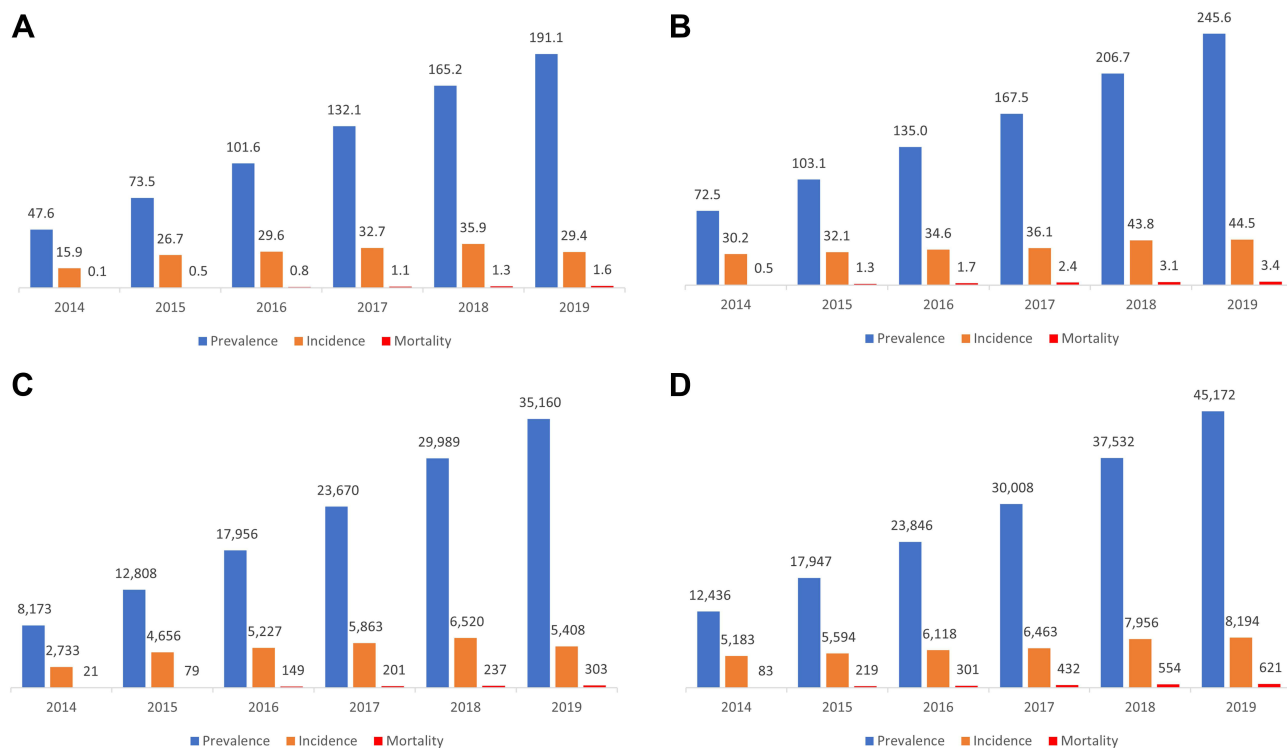 A
47.6 15.9 0.1
73.5 26.7 0.5
101.6 29.6 0.8
132.1 32.7 1.1
165.2 35.9 1.3
191.1 29.4 1.6
2014 2015 2016 2017 2018 2019
Prevalence Incidence Mortality
B
72.5 30.2 0.5
103.1 32.1 1.3
135.0 34.6 1.7
167.5 36.1 2.4
206.7 43.8 3.1
245.6 44.5 3.4
2014 2015 2016 2017 2018 2019
Prevalence Incidence Mortality
C
8,173 2,733 21
12,808 4,656 79
17,956 5,227 149
23,670 5,863 201
29,989 6,520 237
35,160 5,408 303
2014 2015 2016 2017 2018 2019
Prevalence Incidence Mortality
D
12,436 5,183 83
17,947 5,594 219
23,846 6,118 301
30,008 6,463 432
37,532 7,956 554
45,172 8,194 621
2014 2015 2016 2017 2018 2019
Prevalence Incidence Mortality